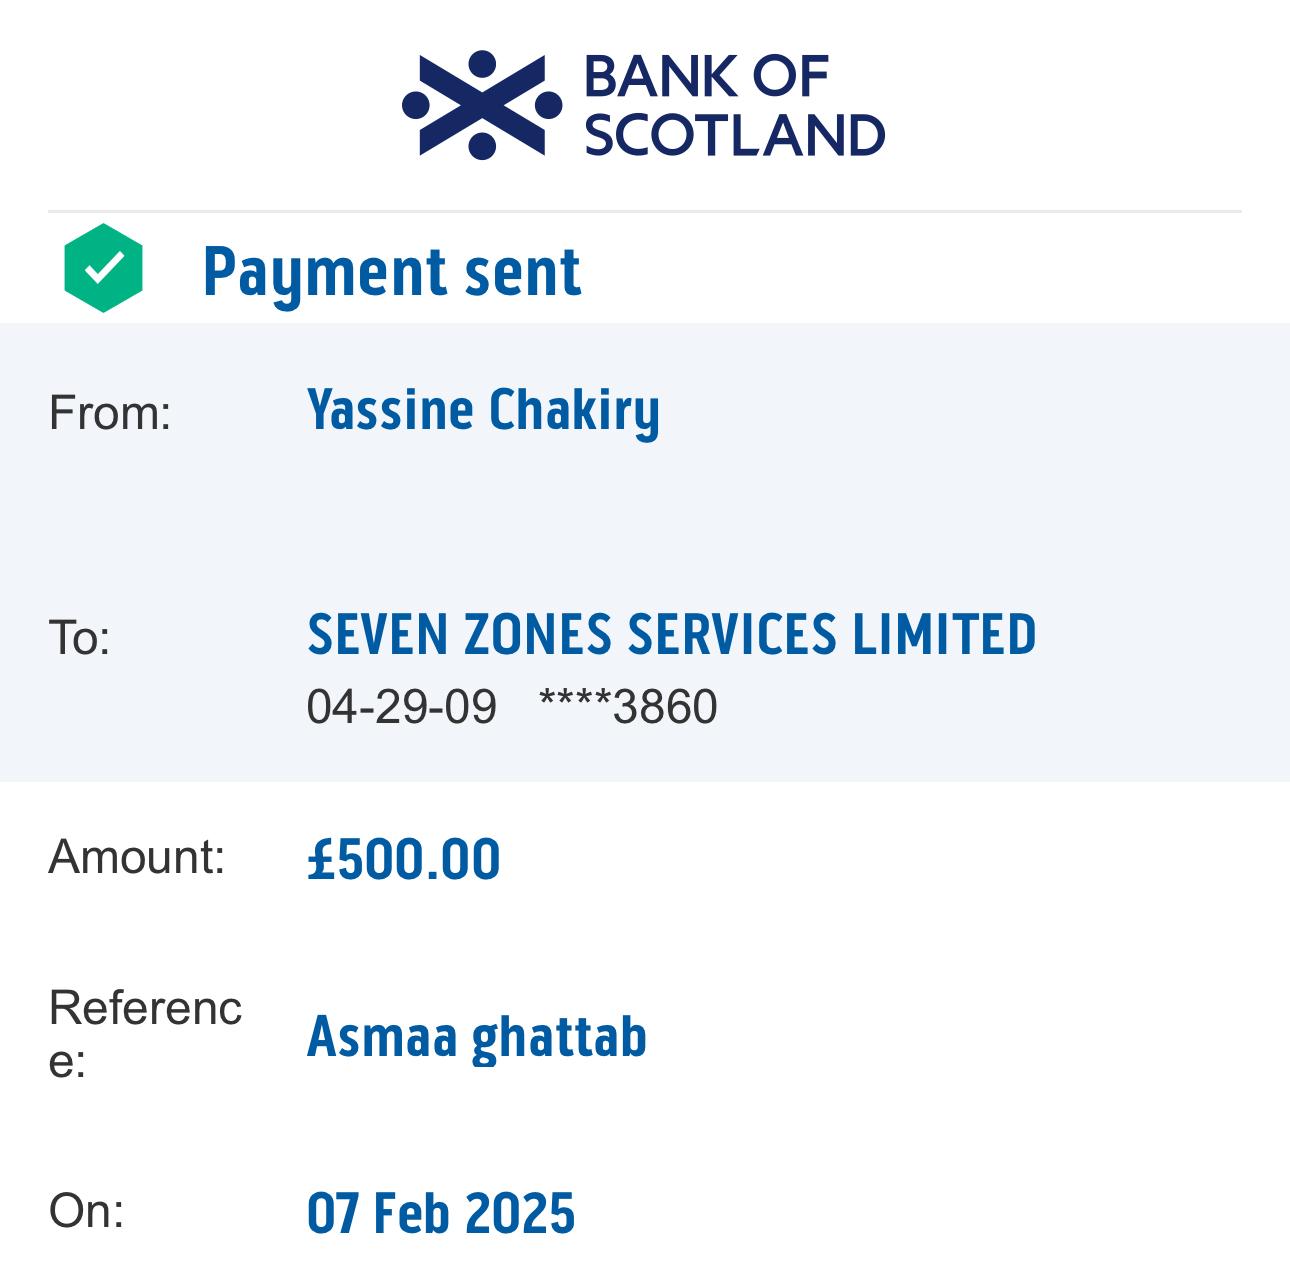 BANK OF
SCOTLAND
Payment sent
From: Yassine Chakiry
To: SEVEN ZONES SERVICES LIMITED
04-29-09 ****3860
Amount: £500.00
Referenc
e: Asmaa ghattab
On: 07 Feb 2025